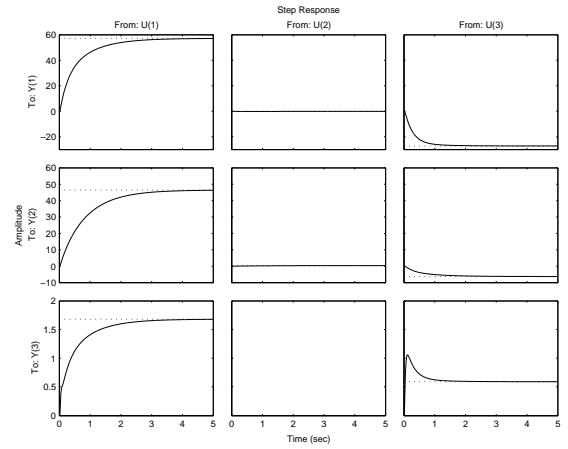 Step Response
From: U(1)
From: U(2)
From: U(3)
To: Y(1)
60
40
20
0
−20
Amplitude
To: Y(2)
60
50
40
30
20
10
0
−10
To: Y(3)
2
1.5
1
0.5
0
0 1 2 3 4 5
0 1 2 3 4 5
0 1 2 3 4 5
Time (sec)